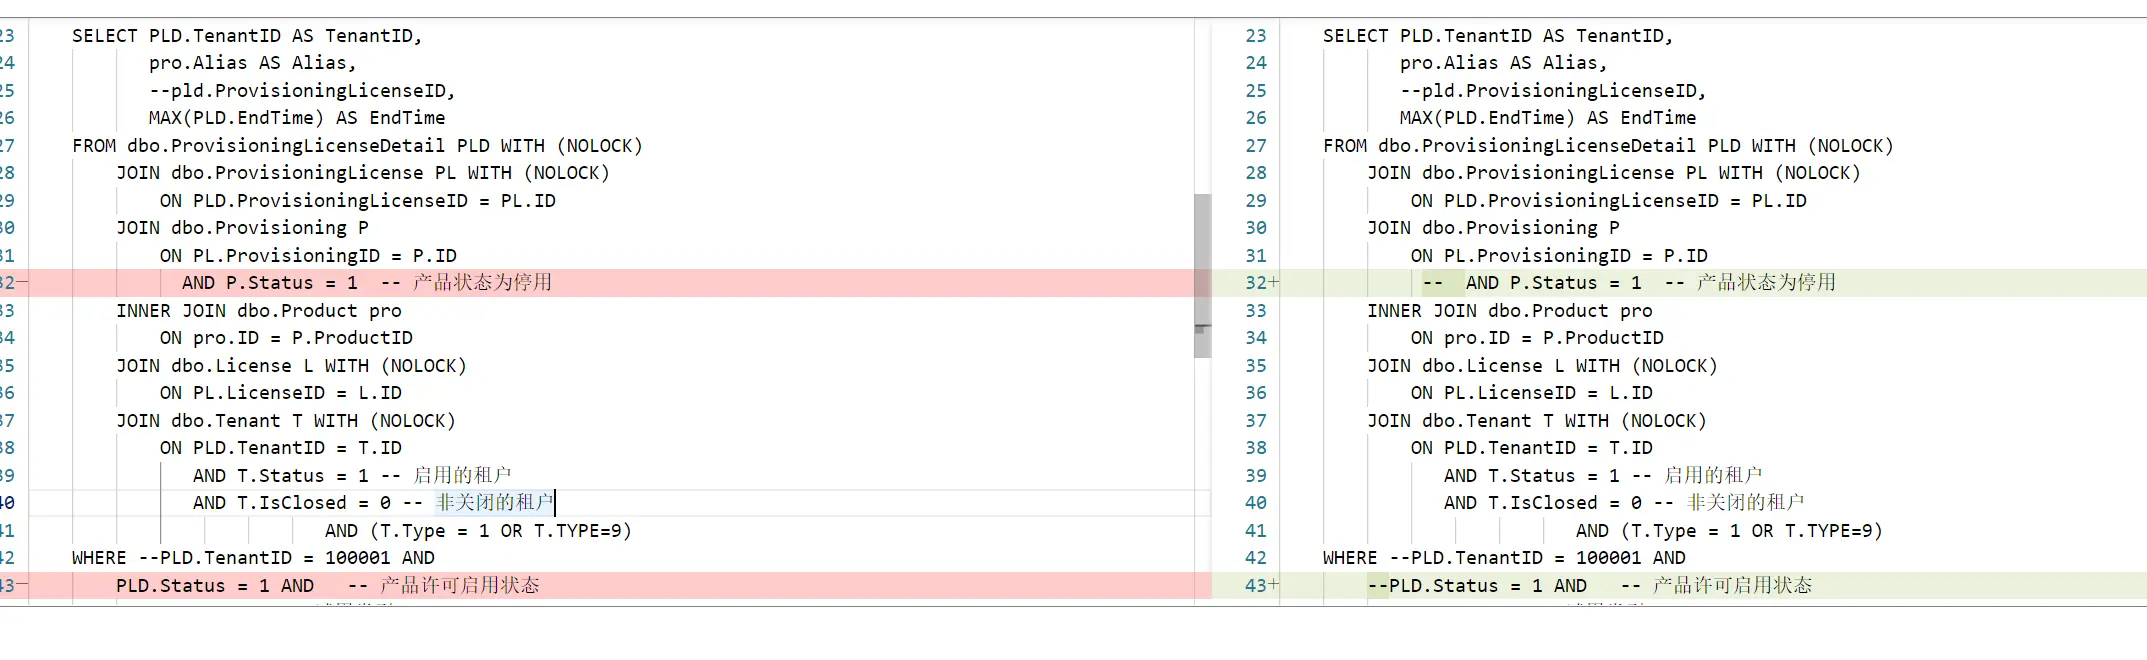 23 SELECT PLD.TenantID AS TenantID,
24 pro.Alias AS Alias,
25 --pld.ProvisioningLicenseID,
26 MAX(PLD.EndTime) AS EndTime
27 FROM dbo.ProvisioningLicenseDetail PLD WITH (NOLOCK)
28 JOIN dbo.ProvisioningLicense PL WITH (NOLOCK)
29 ON PLD.ProvisioningLicenseID = PL.ID
30 JOIN dbo.Provisioning P
31 ON PL.ProvisioningID = P.ID
32- AND P.Status = 1 -- 产品状态为停用
33 INNER JOIN dbo.Product pro
34 ON pro.ID = P.ProductID
35 JOIN dbo.License L WITH (NOLOCK)
36 ON PL.LicenseID = L.ID
37 JOIN dbo.Tenant T WITH (NOLOCK)
38 ON PLD.TenantID = T.ID
39 AND T.Status = 1 -- 启用的租户
40 AND T.IsClosed = 0 -- 非关闭的租户
41 AND (T.Type = 1 OR T.TYPE=9)
42 WHERE --PLD.TenantID = 100001 AND
43- PLD.Status = 1 AND -- 产品许可启用状态
23 SELECT PLD.TenantID AS TenantID,
24 pro.Alias AS Alias,
25 --pld.ProvisioningLicenseID,
26 MAX(PLD.EndTime) AS EndTime
27 FROM dbo.ProvisioningLicenseDetail PLD WITH (NOLOCK)
28 JOIN dbo.ProvisioningLicense PL WITH (NOLOCK)
29 ON PLD.ProvisioningLicenseID = PL.ID
30 JOIN dbo.Provisioning P
31 ON PL.ProvisioningID = P.ID
32+ -- AND P.Status = 1 -- 产品状态为停用
33 INNER JOIN dbo.Product pro
34 ON pro.ID = P.ProductID
35 JOIN dbo.License L WITH (NOLOCK)
36 ON PL.LicenseID = L.ID
37 JOIN dbo.Tenant T WITH (NOLOCK)
38 ON PLD.TenantID = T.ID
39 AND T.Status = 1 -- 启用的租户
40 AND T.IsClosed = 0 -- 非关闭的租户
41 AND (T.Type = 1 OR T.TYPE=9)
42 WHERE --PLD.TenantID = 100001 AND
43+ --PLD.Status = 1 AND -- 产品许可启用状态